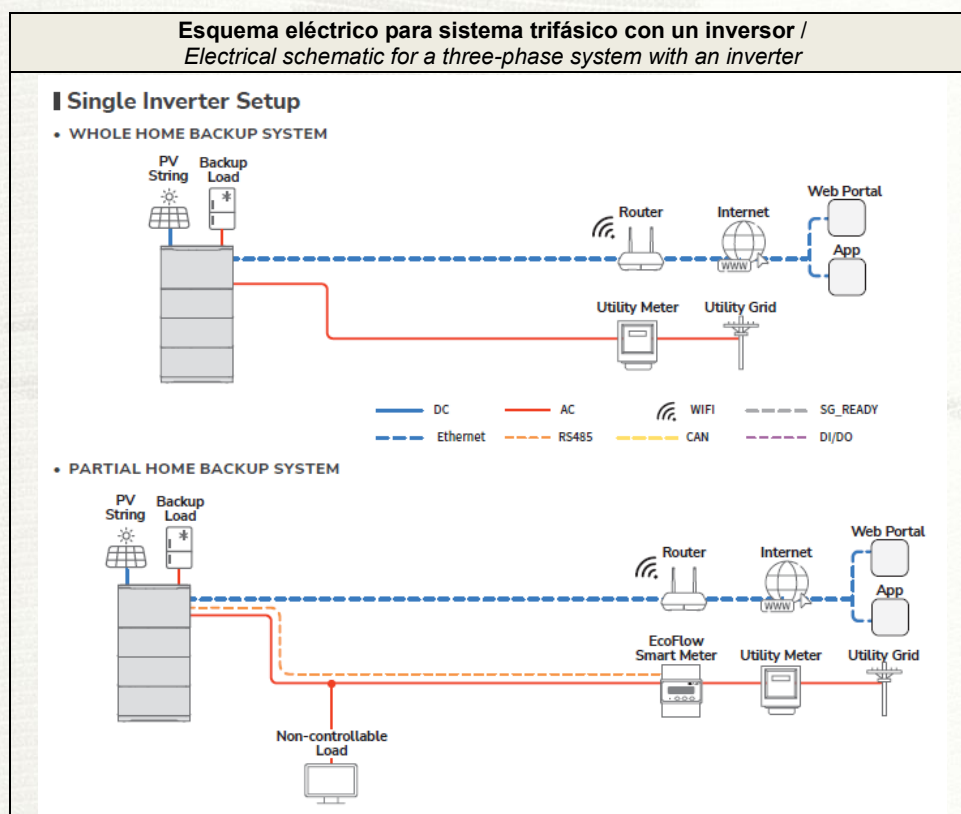 Esquema eléctrico para sistema trifásico con un inversor /
Electrical schematic for a three-phase system with an inverter
Single Inverter Setup
• WHOLE HOME BACKUP SYSTEM
PV
String
Backup
Load
Router
Internet
WWW
Web Portal
App
Utility Meter
Utility Grid
DC
AC
WIFI
SG_READY
Ethernet
RS485
CAN
DI/DO
• PARTIAL HOME BACKUP SYSTEM
PV
String
Backup
Load
Router
Internet
WWW
Web Portal
App
EcoFlow
Smart Meter
Utility Meter
Utility Grid
Non-controllable
Load